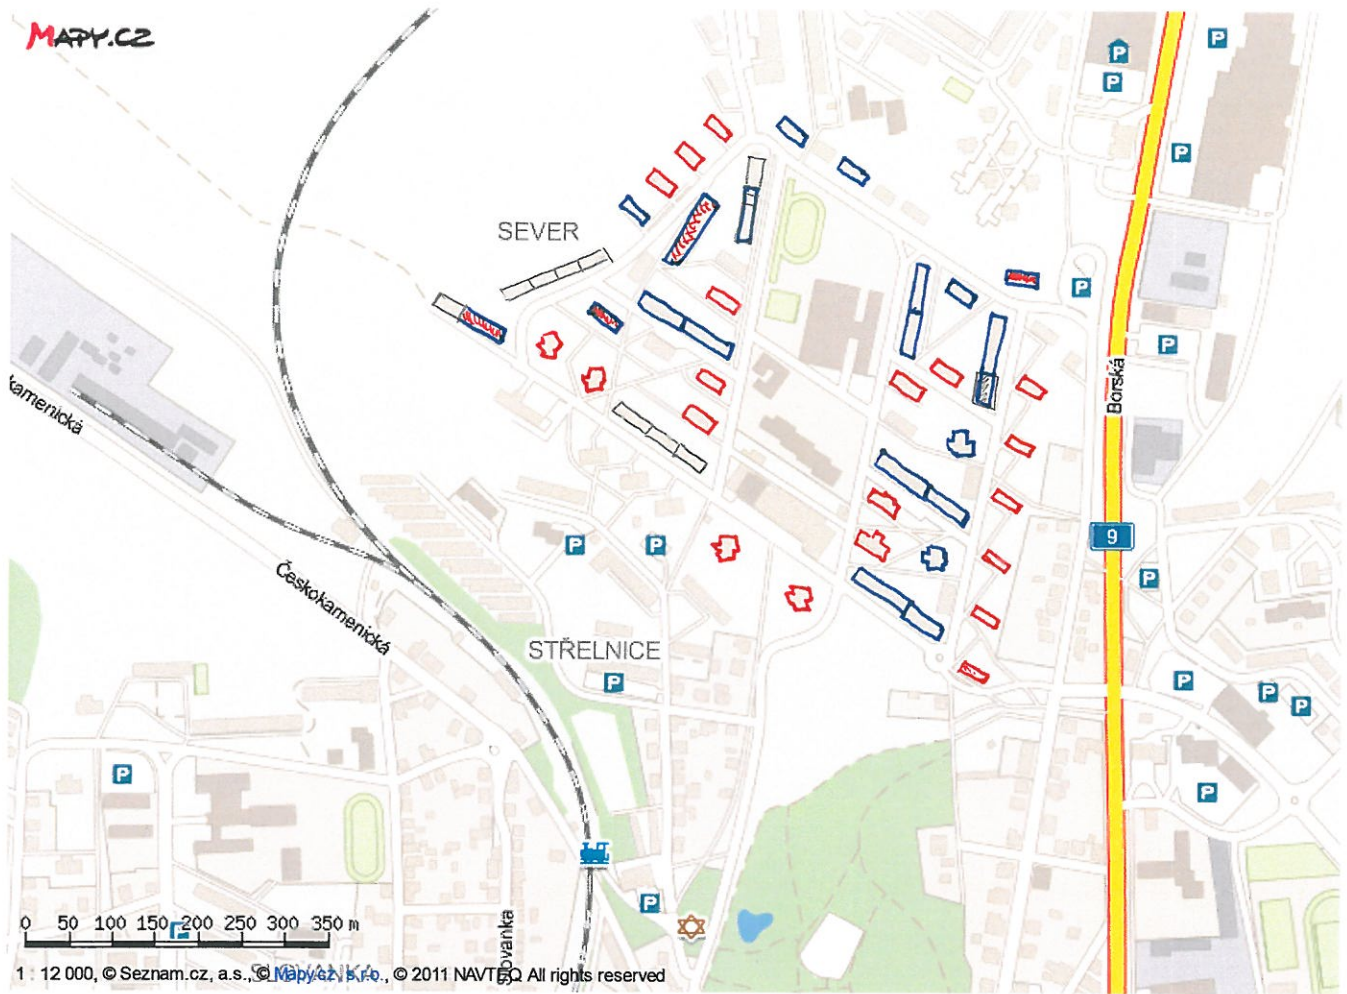 MAPY.CZ
P
P
P
SEVER
P
P
Borská
kamenická
9
P
P
P
Českokamenická
STŘELNICE
P
P
P
P
P
P
P
0 50 100 150 200 250 300 350 m
SLOVANKA
1 : 12 000, © Seznam.cz, a.s., © Mapy.cz, s.r.o., © 2011 NAVTEQ All rights reserved